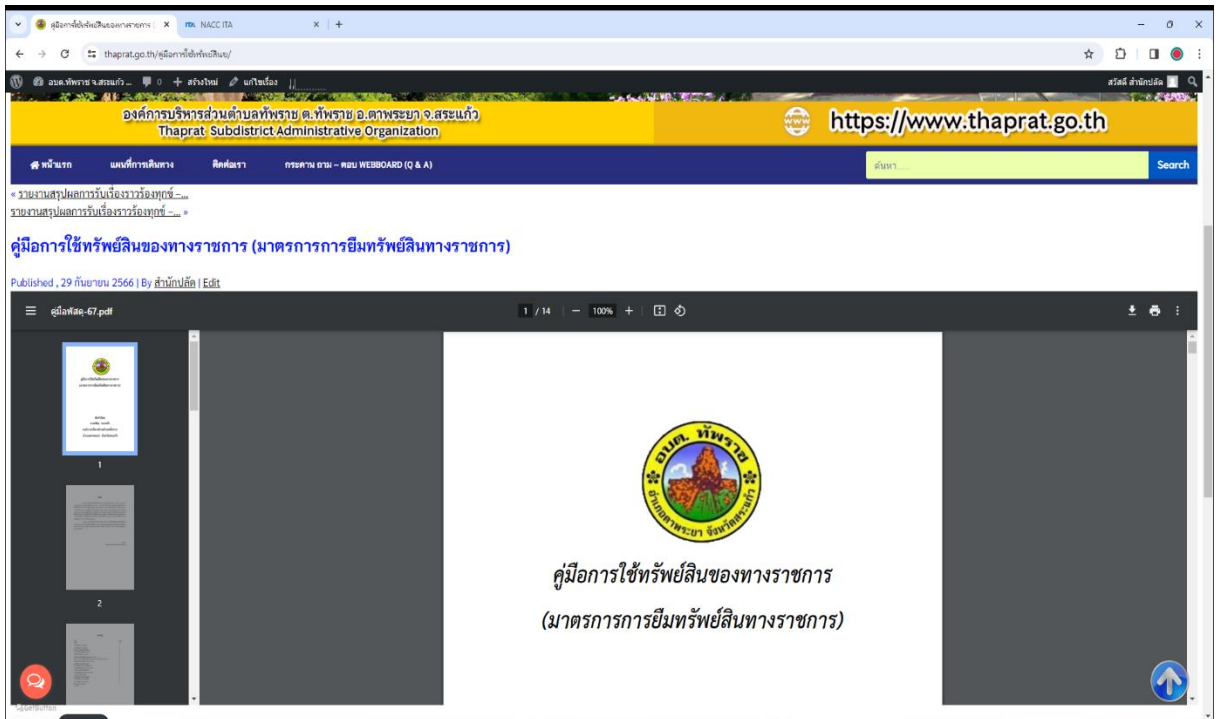 คู่มือการใช้ทรัพย์สินของทางราชการ (
NACC ITA
thaprat.go.th/คู่มือการใช้ทรัพย์สินข/
อบต.ทัพราช จ.สระแก้ว ...
0
สร้างใหม่
แก้ไขเรื่อง
สวัสดี สำนักปลัด
องค์การบริหารส่วนตำบลทัพราช ต.ทัพราช อ.ตาพระยา จ.สระแก้ว
Thaprat Subdistrict Administrative Organization
www
https://www.thaprat.go.th
หน้าแรก
แผนที่การเดินทาง
ติดต่อเรา
กระดาน ถาม – ตอบ WEBBOARD (Q & A)
ค้นหา......
Search
« รายงานสรุปผลการรับเรื่องราวร้องทุกข์ –...
รายงานสรุปผลการรับเรื่องราวร้องทุกข์ –... »
คู่มือการใช้ทรัพย์สินของทางราชการ (มาตรการการยืมทรัพย์สินทางราชการ)
Published , 29 กันยายน 2566 | By สำนักปลัด | Edit
คู่มือพัสดุ-67.pdf
1 / 14
100%
1
2
อบต. ทัพราช
อำเภอตาพระยา จังหวัดสระแก้ว
คู่มือการใช้ทรัพย์สินของทางราชการ
(มาตรการการยืมทรัพย์สินทางราชการ)
GetButton